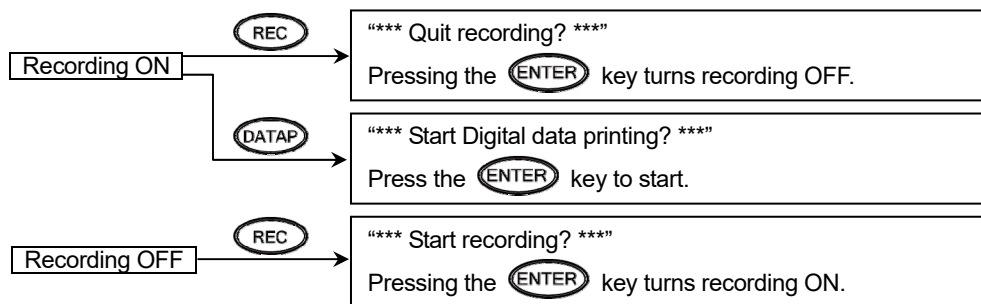 REC
“*** Quit recording? ***”
Recording ON
Pressing the ENTER key turns recording OFF.
DATAP
“*** Start Digital data printing? ***”
Press the ENTER key to start.
REC
“*** Start recording? ***”
Recording OFF
Pressing the ENTER key turns recording ON.